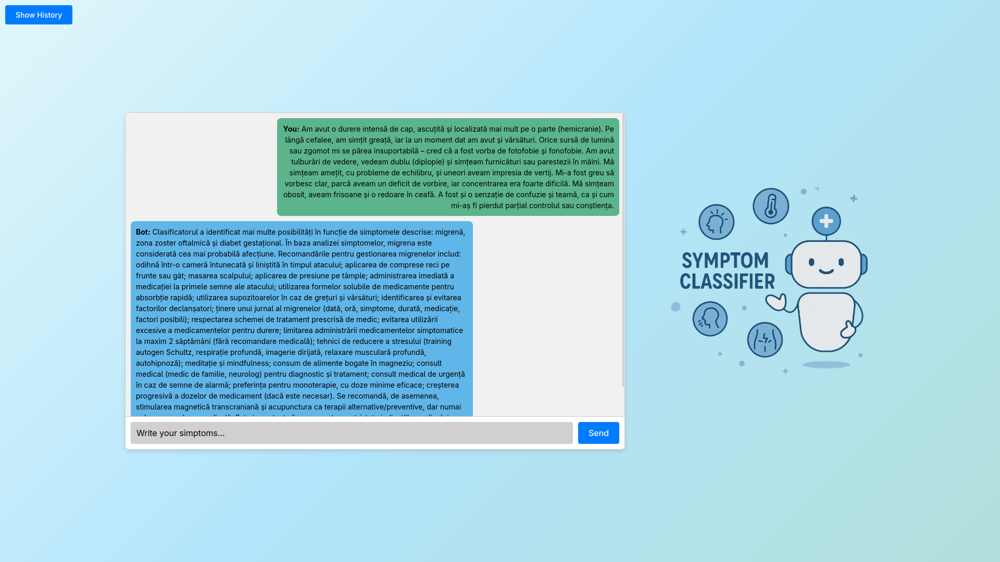 Show History
You: Am avut o durere intensă de cap, ascuțită și localizată mai mult pe o parte (hemicranie). Pe
lângă cefalee, am simțit greață, iar la un moment dat am avut și vărsături. Orice sursă de lumină
sau zgomot mi se părea insuportabilă – cred că a fost vorba de fotofobie și fonofobie. Am avut
tulburări de vedere, vedeam dublu (diplopie) și simțeam furnicături sau parestezii în mâini. Mă
simțeam amețit, cu probleme de echilibru, și uneori aveam impresia de vertij. Mi-a fost greu să
vorbesc clar, parcă aveam un deficit de vorbire, iar concentrarea era foarte dificilă. Mă simțeam
obosit, aveam frisoane și o redoare în ceafă. A fost și o senzație de confuzie și teamă, ca și cum
mi-aș fi pierdut parțial controlul sau conștiența.
Bot: Clasificatorul a identificat mai multe posibilități în funcție de simptomele descrise: migrenă,
zona zoster oftalmică și diabet gestațional. În baza analizei simptomelor, migrena este
considerată cea mai probabilă afecțiune. Recomandările pentru gestionarea migrenelor includ:
odihnă într-o cameră întunecată și liniștită în timpul atacului; aplicarea de comprese reci pe
frunte sau gât; masarea scalpului; aplicarea de presiune pe tâmple; administrarea imediată a
medicației la primele semne ale atacului; utilizarea formelor solubile de medicamente pentru
absorbție rapidă; utilizarea supozitoarelor în caz de grețuri și vărsături; identificarea și evitarea
factorilor declanșatori; ținere unui jurnal al migrenelor (dată, oră, simptome, durată, medicație,
factori posibili); respectarea schemei de tratament prescrisă de medic; evitarea utilizării
excesive a medicamentelor pentru durere; limitarea administrării medicamentelor simptomatice
la maxim 2 săptămâni (fără recomandare medicală); tehnici de reducere a stresului (training
autogen Schultz, respirație profundă, imagerie dirijată, relaxare musculară profundă,
autohipnoză); meditație și mindfulness; consum de alimente bogate în magneziu; consult
medical (medic de familie, neurolog) pentru diagnostic și tratament; consult medical de urgență
în caz de semne de alarmă; preferința pentru monoterapie, cu doze minime eficace; creșterea
progresivă a dozelor de medicament (dacă este necesar). Se recomandă, de asemenea,
stimularea magnetică transcraniană și acupunctura ca terapii alternative/preventive, dar numai
Write your simptoms...
Send
SYMPTOM
CLASSIFIER